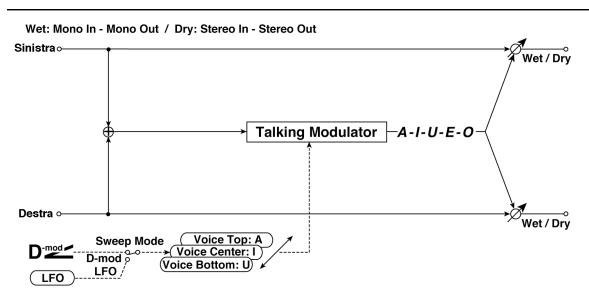 Wet: Mono In - Mono Out / Dry: Stereo In - Stereo Out
Sinistra
Wet / Dry
Talking Modulator
A-I-U-E-O
Destra
Wet / Dry
D-mod
Sweep Mode
D-mod
LFO
LFO
Voice Top: A
Voice Center: I
Voice Bottom: U